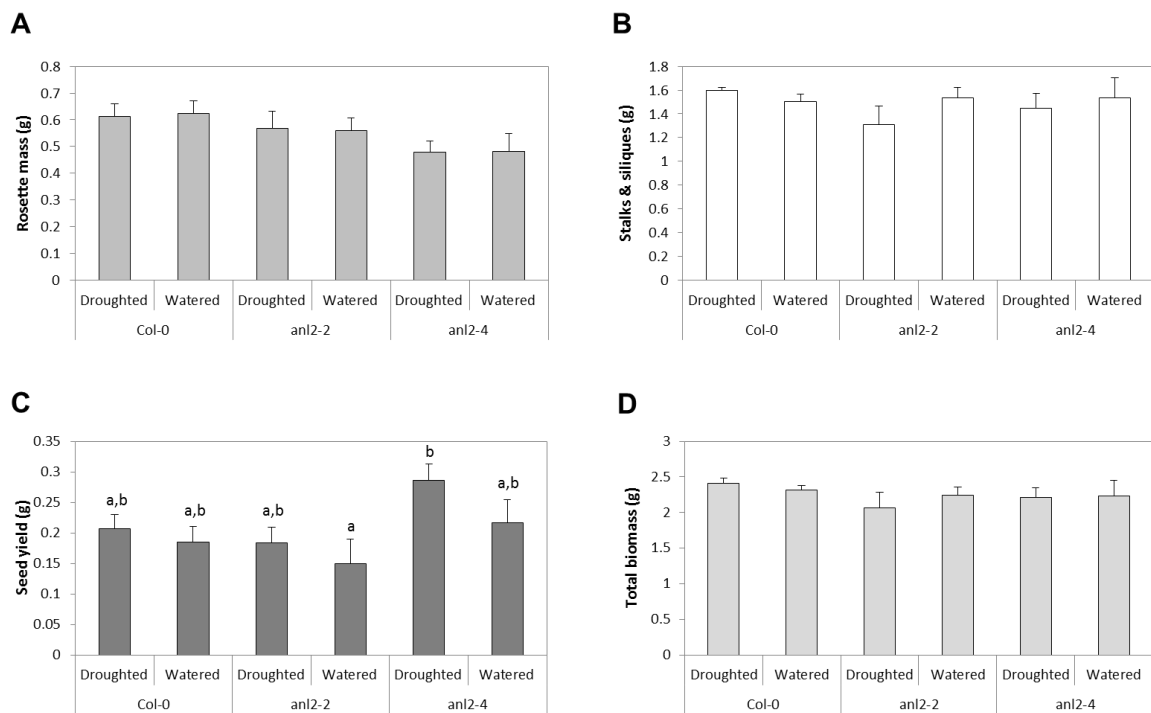 A
Rosette mass (g)
0.8
0.7
0.6
0.5
0.4
0.3
0.2
0.1
0
Droughted Watered Droughted Watered Droughted Watered
Col-0 anl2-2 anl2-4
B
Stalks & siliques (g)
1.8
1.6
1.4
1.2
1
0.8
0.6
0.4
0.2
0
Droughted Watered Droughted Watered Droughted Watered
Col-0 anl2-2 anl2-4
C
Seed yield (g)
0.35
0.3
0.25
0.2
0.15
0.1
0.05
0
a,b a,b a,b a b a,b
Droughted Watered Droughted Watered Droughted Watered
Col-0 anl2-2 anl2-4
D
Total biomass (g)
3
2.5
2
1.5
1
0.5
0
Droughted Watered Droughted Watered Droughted Watered
Col-0 anl2-2 anl2-4